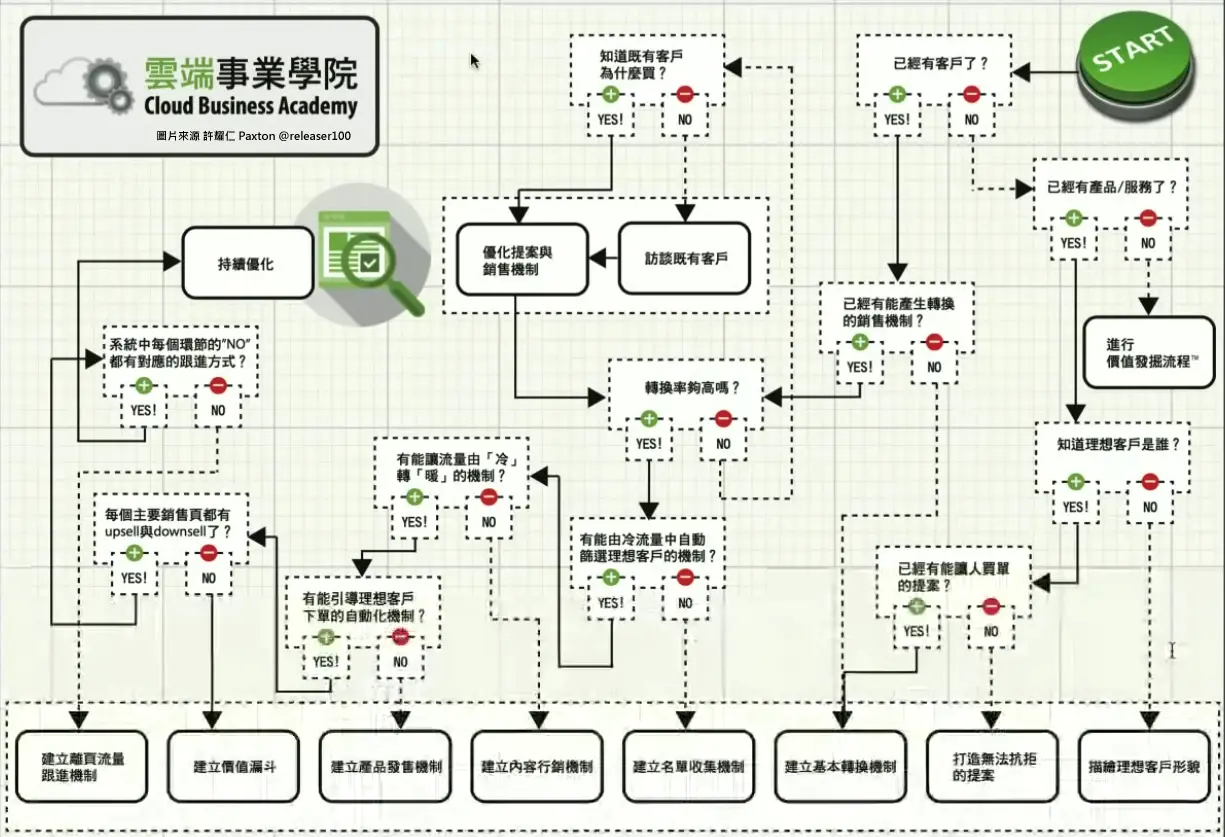 雲端事業學院
Cloud Business Academy
圖片來源 許耀仁 Paxton @releaser100
START
已經有客戶了？
YES!
NO
已經有產品/服務了？
YES!
NO
進行
價值發掘流程™
知道理想客戶是誰？
YES!
NO
已經有能讓人買單
的提案？
YES!
NO
已經有能產生轉換
的銷售機制？
YES!
NO
知道既有客戶
為什麼買？
YES!
NO
優化提案與
銷售機制
訪談既有客戶
轉換率夠高嗎？
YES!
NO
有能由冷流量中自動
篩選理想客戶的機制？
YES!
NO
有能讓流量由「冷」
轉「暖」的機制？
YES!
NO
有能引導理想客戶
下單的自動化機制？
YES!
NO
每個主要銷售頁都有
upsell與downsell了？
YES!
NO
系統中每個環節的"NO"
都有對應的跟進方式？
YES!
NO
持續優化
建立離頁流量
跟進機制
建立價值漏斗
建立產品發售機制
建立內容行銷機制
建立名單收集機制
建立基本轉換機制
打造無法抗拒
的提案
描繪理想客戶形貌